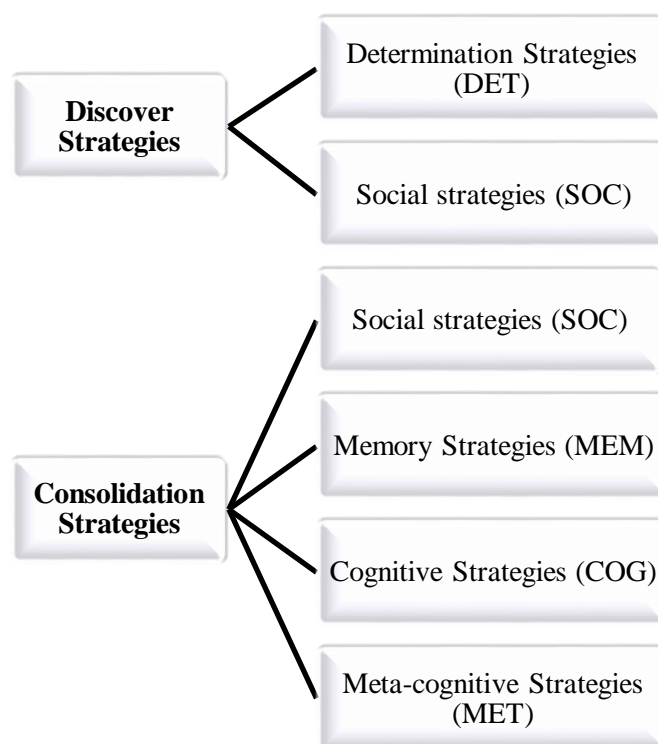 Discover
Strategies
Determination Strategies
(DET)
Social strategies (SOC)
Consolidation
Strategies
Social strategies (SOC)
Memory Strategies (MEM)
Cognitive Strategies (COG)
Meta-cognitive Strategies
(MET)